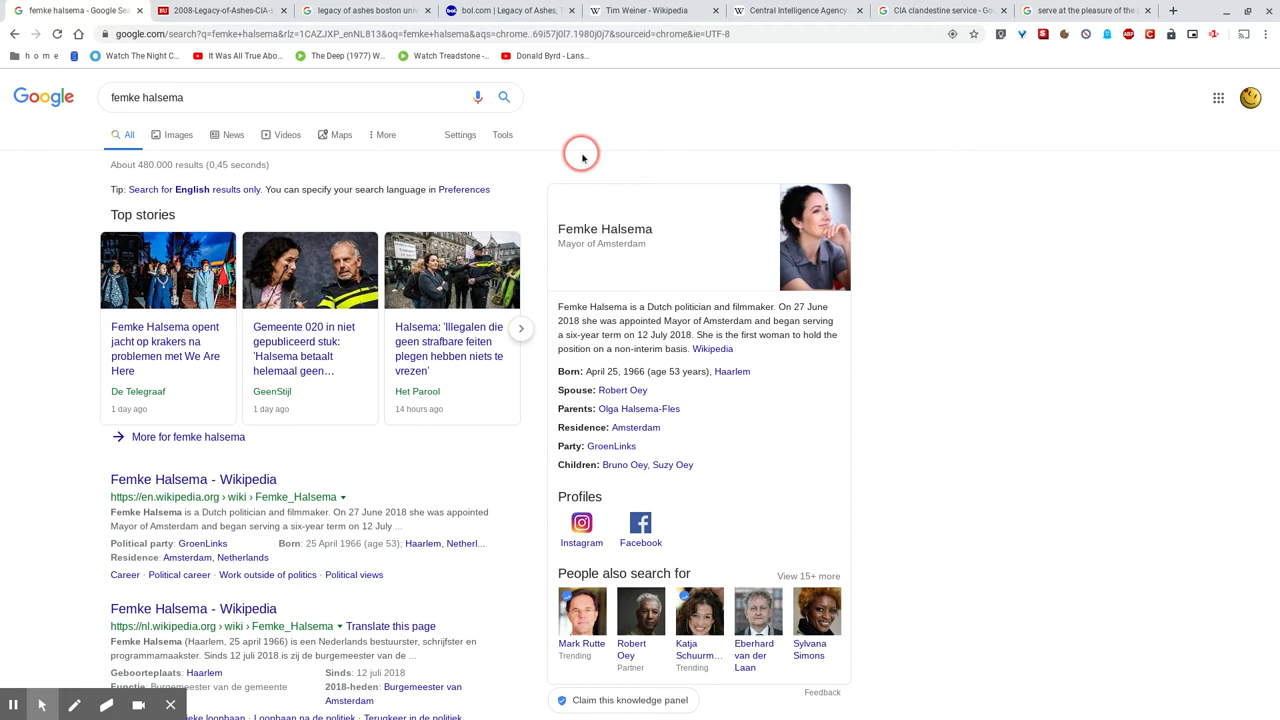 femke halsema - Google Sea
2008-Legacy-of-Ashes-CIA-s
legacy of ashes boston univ
bol.com | Legacy of Ashes, T
Tim Weiner - Wikipedia
Central Intelligence Agency
CIA clandestine service - Go
serve at the pleasure of the
google.com/search?q=femke+halsema&rlz=1CAZJXP_enNL813&oq=femke+halsema&aqs=chrome..69i57j0l7.1980j0j7&sourceid=chrome&ie=UTF-8
h o m e
Watch The Night C...
It Was All True Abo...
The Deep (1977) W...
Watch Treadstone -...
Donald Byrd - Lans...
Google
femke halsema
All
Images
News
Videos
Maps
More
Settings
Tools
About 480.000 results (0,45 seconds)
Tip: Search for English results only. You can specify your search language in Preferences
Top stories
Femke Halsema opent
jacht op krakers na
problemen met We Are
Here
De Telegraaf
1 day ago
Gemeente 020 in niet
gepubliceerd stuk:
'Halsema betaalt
helemaal geen…
GeenStijl
1 day ago
Halsema: 'Illegalen die
geen strafbare feiten
plegen hebben niets te
vrezen'
Het Parool
14 hours ago
More for femke halsema
Femke Halsema - Wikipedia
https://en.wikipedia.org › wiki › Femke_Halsema
Femke Halsema is a Dutch politician and filmmaker. On 27 June 2018 she was appointed
Mayor of Amsterdam and began serving a six-year term on 12 July ...
Political party: GroenLinks
Born: 25 April 1966 (age 53); Haarlem, Netherl...
Residence: Amsterdam, Netherlands
Career · Political career · Work outside of politics · Political views
Femke Halsema - Wikipedia
https://nl.wikipedia.org › wiki › Femke_Halsema Translate this page
Femke Halsema (Haarlem, 25 april 1966) is een Nederlands bestuurster, schrijfster en
programmamaakster. Sinds 12 juli 2018 is zij de burgemeester van de ...
Geboorteplaats: Haarlem
Sinds: 12 juli 2018
Functie: Burgemeester van de gemeente
2018-heden: Burgemeester van
Amsterdam
loopbaan · Loopbaan na de politiek · Terugkeer in de politiek
Femke Halsema
Mayor of Amsterdam
Femke Halsema is a Dutch politician and filmmaker. On 27 June
2018 she was appointed Mayor of Amsterdam and began serving
a six-year term on 12 July 2018. She is the first woman to hold the
position on a non-interim basis. Wikipedia
Born: April 25, 1966 (age 53 years), Haarlem
Spouse: Robert Oey
Parents: Olga Halsema-Fles
Residence: Amsterdam
Party: GroenLinks
Children: Bruno Oey, Suzy Oey
Profiles
Instagram
Facebook
People also search for
View 15+ more
Mark Rutte
Trending
Robert
Oey
Partner
Katja
Schuurm…
Trending
Eberhard
van der
Laan
Sylvana
Simons
Feedback
Claim this knowledge panel